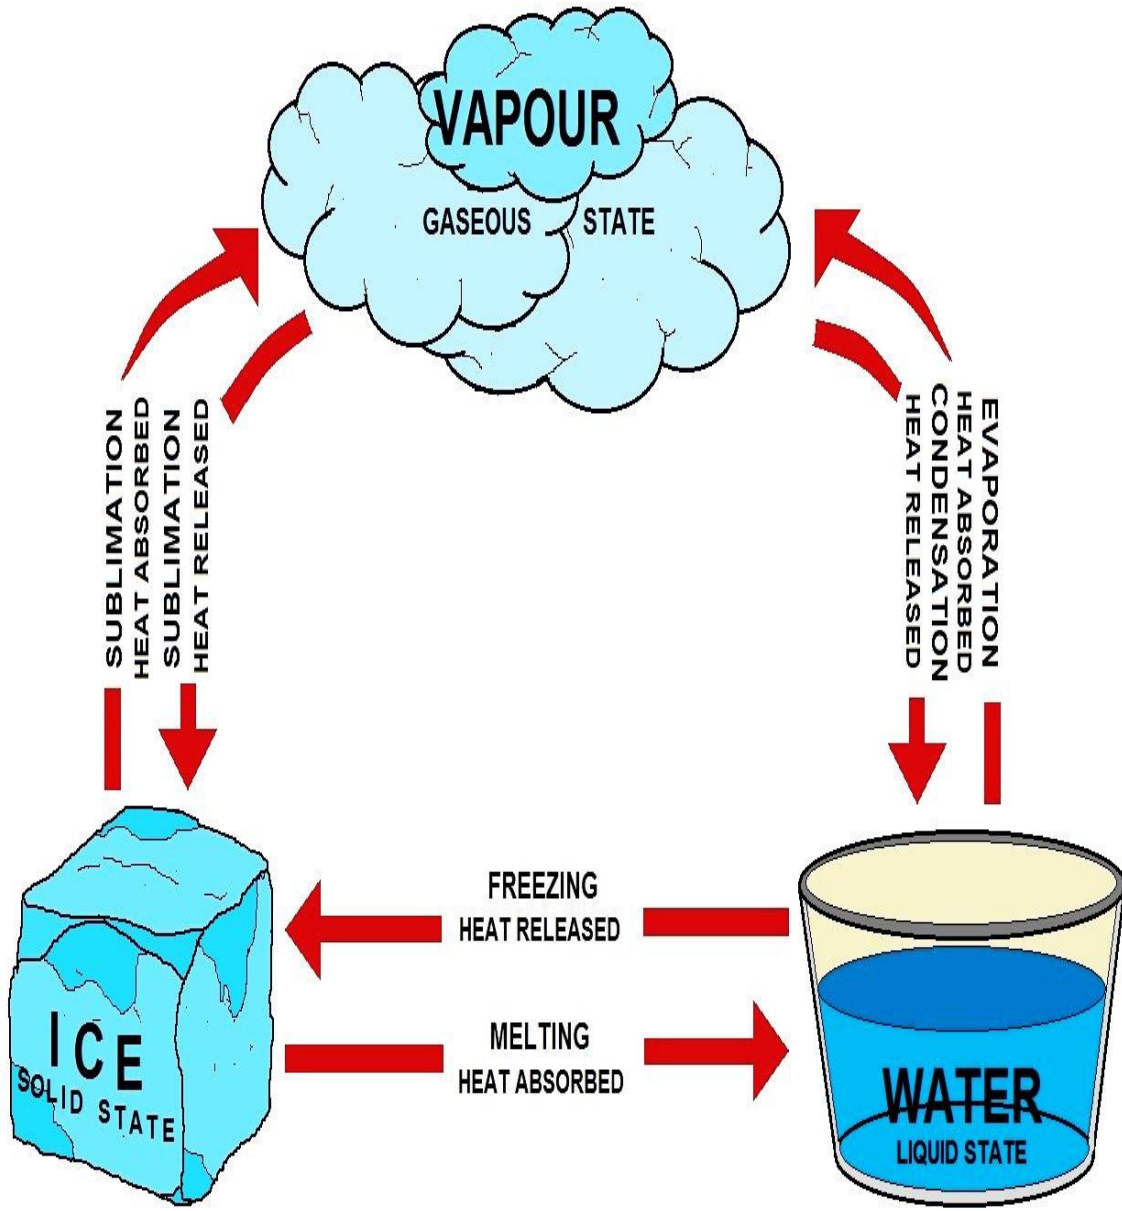 VAPOUR
GASEOUS STATE
SUBLIMATION
HEAT ABSORBED
SUBLIMATION
HEAT RELEASED
EVAPORATION
HEAT ABSORBED
CONDENSATION
HEAT RELEASED
FREEZING
HEAT RELEASED
MELTING
HEAT ABSORBED
ICE
SOLID STATE
WATER
LIQUID STATE